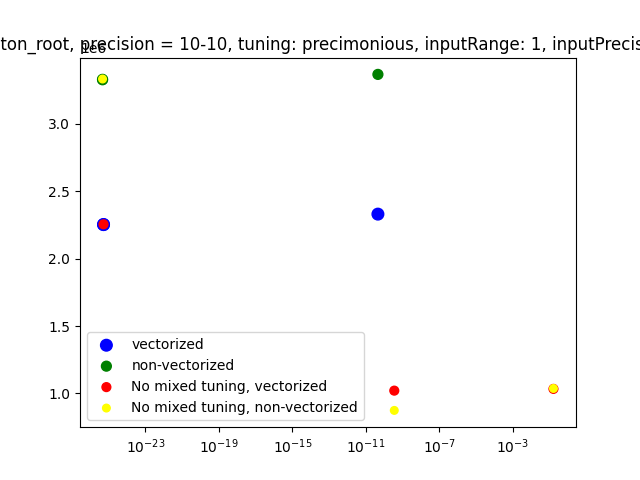 ton_root, precision = 10-10, tuning: precimonious, inputRange: 1, inputPrecis
1e6
3.0
2.5
2.0
1.5
1.0
vectorized
non-vectorized
No mixed tuning, vectorized
No mixed tuning, non-vectorized
10⁻²³ 10⁻¹⁹ 10⁻¹⁵ 10⁻¹¹ 10⁻⁷ 10⁻³